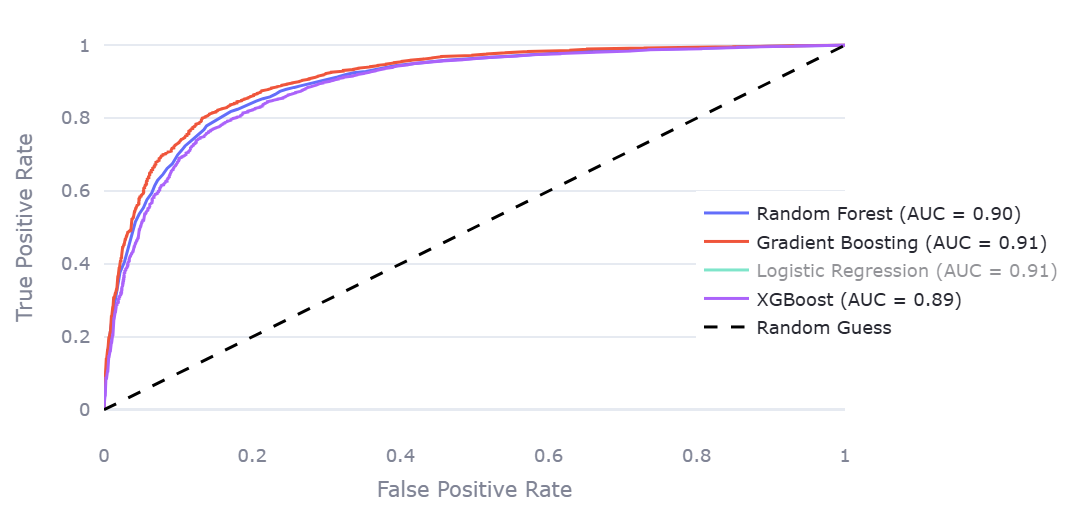 1
0.8
0.6
0.4
0.2
0
True Positive Rate
0
0.2
0.4
0.6
0.8
1
False Positive Rate
Random Forest (AUC = 0.90)
Gradient Boosting (AUC = 0.91)
Logistic Regression (AUC = 0.91)
XGBoost (AUC = 0.89)
Random Guess